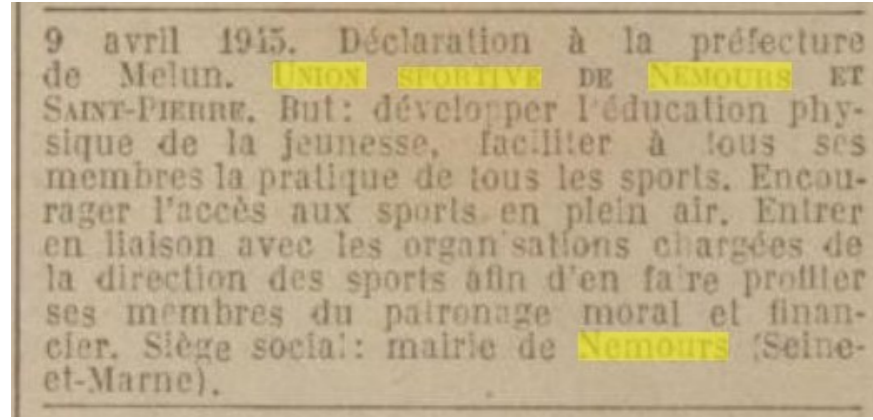 9 avril 1945. Déclaration à la préfecture
de Melun. UNION SPORTIVE DE NEMOURS ET
SAINT-PIERRE. But : développer l'éducation phy-
sique de la jeunesse, faciliter à tous ses
membres la pratique de tous les sports. Encou-
rager l'accès aux sports en plein air. Entrer
en liaison avec les organisations chargées de
la direction des sports afin d'en faire profiter
ses membres du patronage moral et finan-
cier. Siège social : mairie de Nemours (Seine-
et-Marne).